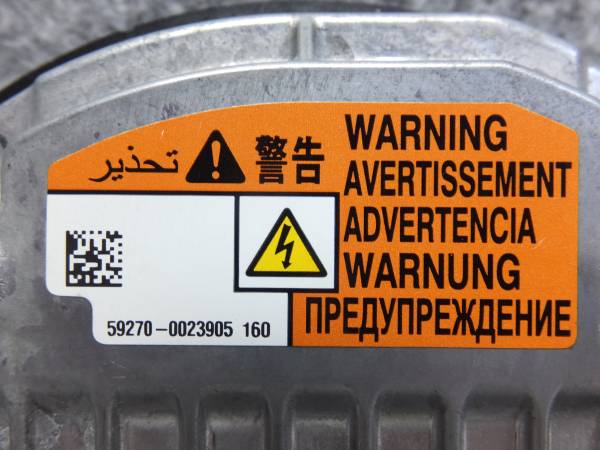 تحذير
警告
WARNING
AVERTISSEMENT
ADVERTENCIA
WARNUNG
ПРЕДУПРЕЖДЕНИЕ
59270-0023905 160